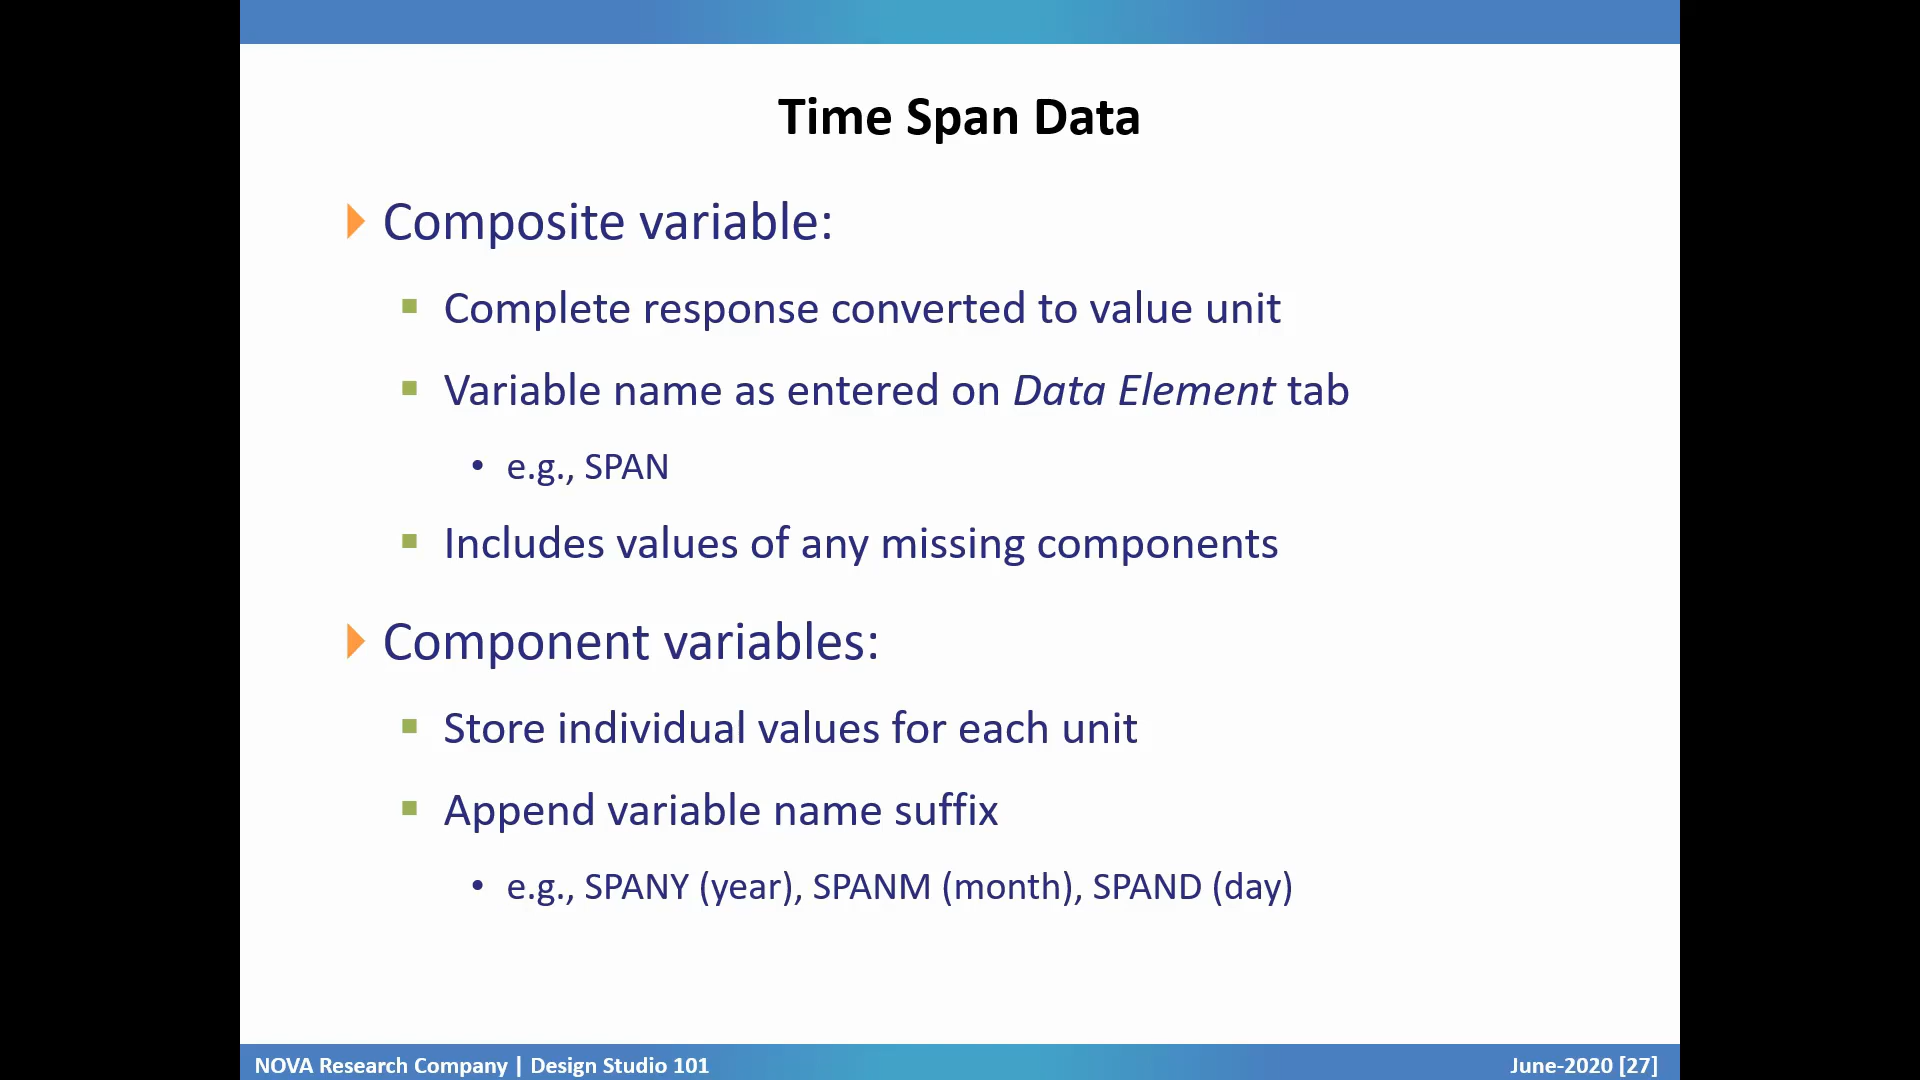 Time Span Data
Composite variable:
Complete response converted to value unit
Variable name as entered on Data Element tab
• e.g., SPAN
Includes values of any missing components
Component variables:
Store individual values for each unit
Append variable name suffix
• e.g., SPANY (year), SPANM (month), SPAND (day)
NOVA Research Company | Design Studio 101
June-2020 [27]